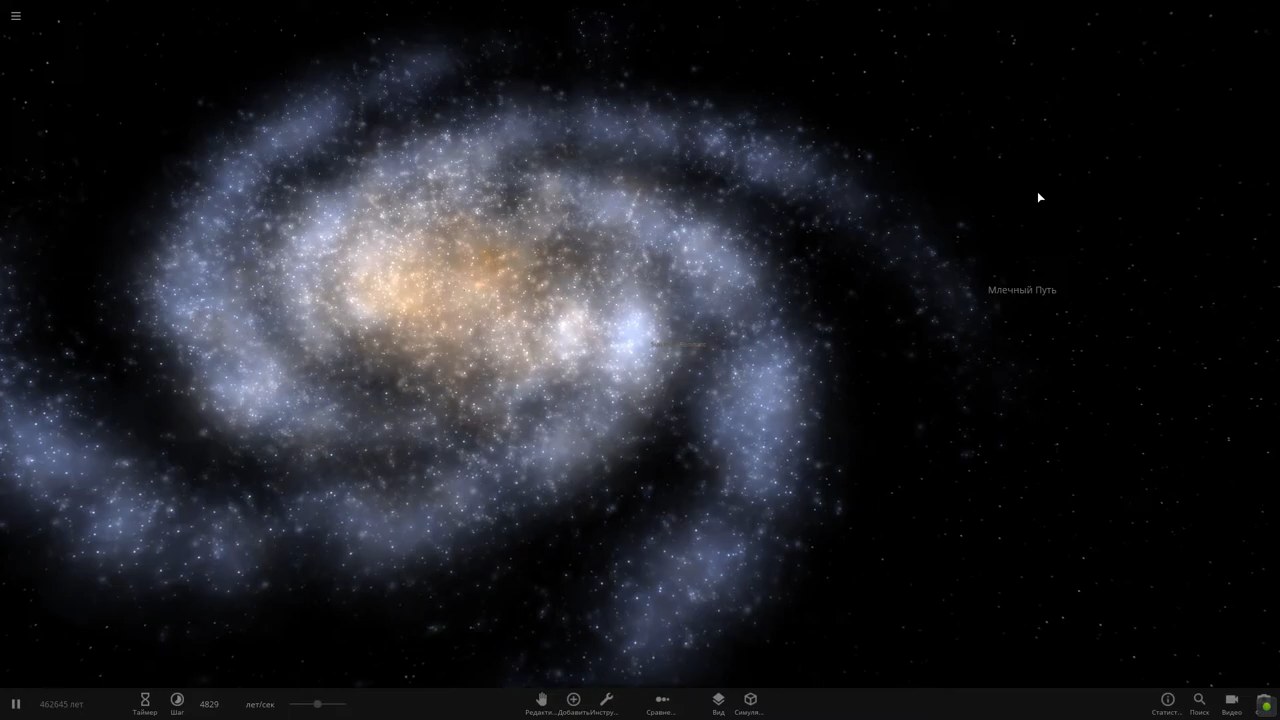 Млечный Путь
462645 лет
Таймер
Шаг
4829
лет/сек
Редакти...
Добавить
Инстру...
Сравне...
Вид
Симуля...
Статист...
Поиск
Видео